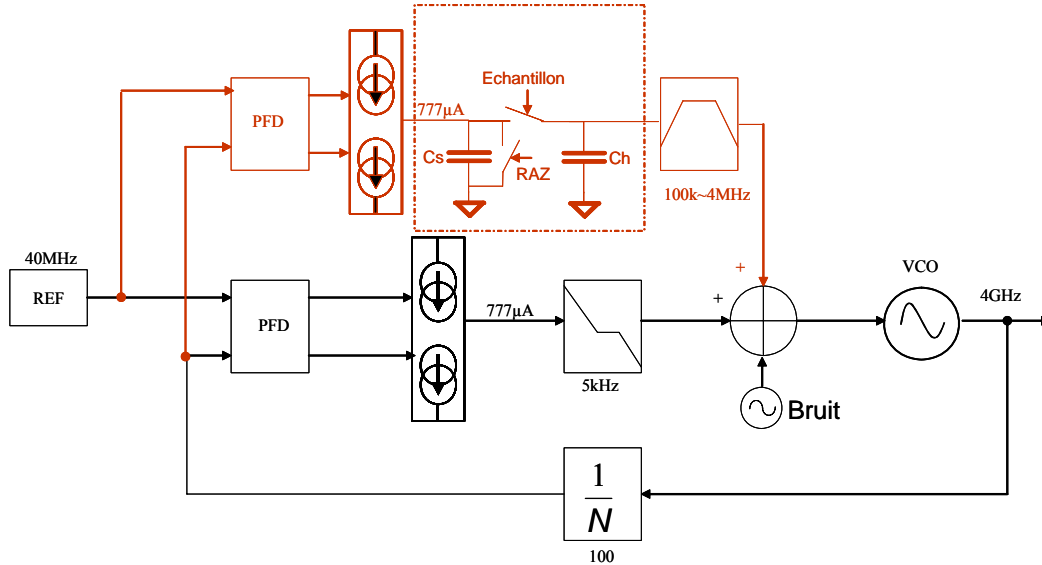 Echantillon
777µA
PFD
Cs
RAZ
Ch
100k~4MHz
+
40MHz
REF
PFD
777µA
5kHz
+
VCO
4GHz
Bruit
1
N
100